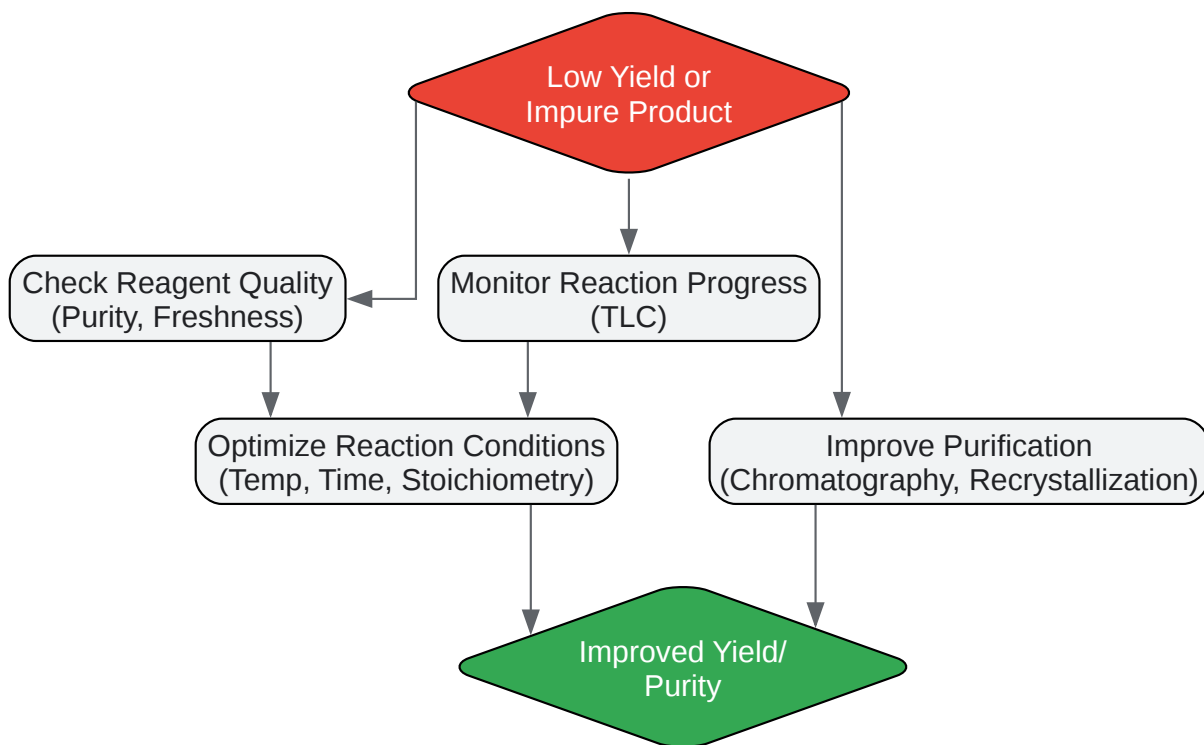 Low Yield or
Impure Product
Check Reagent Quality
(Purity, Freshness)
Monitor Reaction Progress
(TLC)
Optimize Reaction Conditions
(Temp, Time, Stoichiometry)
Improve Purification
(Chromatography, Recrystallization)
Improved Yield/
Purity